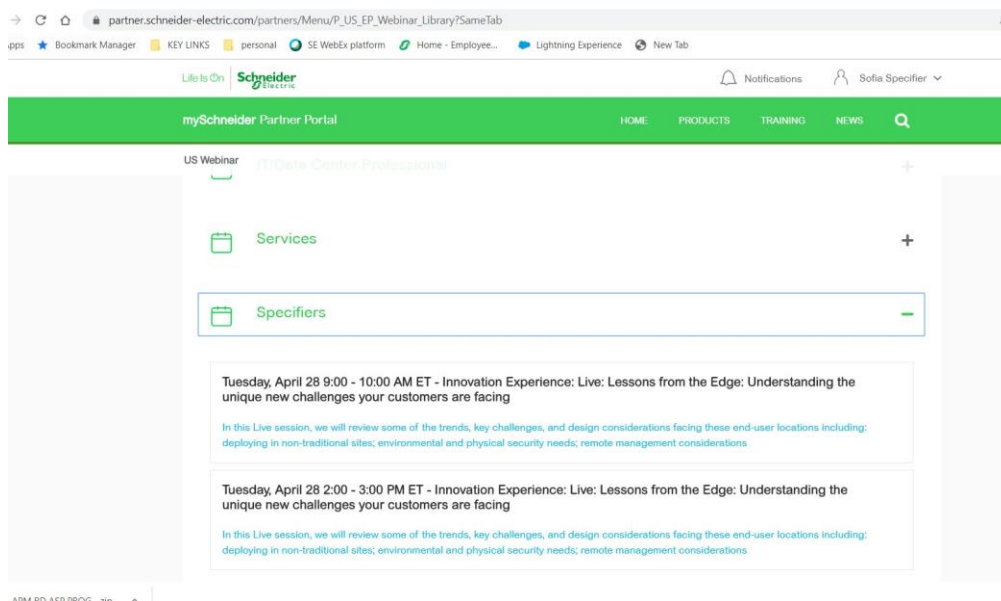 partner.schneider-electric.com/partners/Menu/P_US_EP_Webinar_Library?SameTab
Apps Bookmark Manager KEY LINKS personal SE WebEx platform Home - Employee... Lightning Experience New Tab
Life Is On Schneider Electric
Notifications Sofia Specifier
mySchneider Partner Portal HOME PRODUCTS TRAINING NEWS
US Webinar
IT/Data Center Professional
Services
Specifiers
Tuesday, April 28 9:00 - 10:00 AM ET - Innovation Experience: Live: Lessons from the Edge: Understanding the
unique new challenges your customers are facing
In this Live session, we will review some of the trends, key challenges, and design considerations facing these end-user locations including:
deploying in non-traditional sites; environmental and physical security needs; remote management considerations
Tuesday, April 28 2:00 - 3:00 PM ET - Innovation Experience: Live: Lessons from the Edge: Understanding the
unique new challenges your customers are facing
In this Live session, we will review some of the trends, key challenges, and design considerations facing these end-user locations including:
deploying in non-traditional sites; environmental and physical security needs; remote management considerations